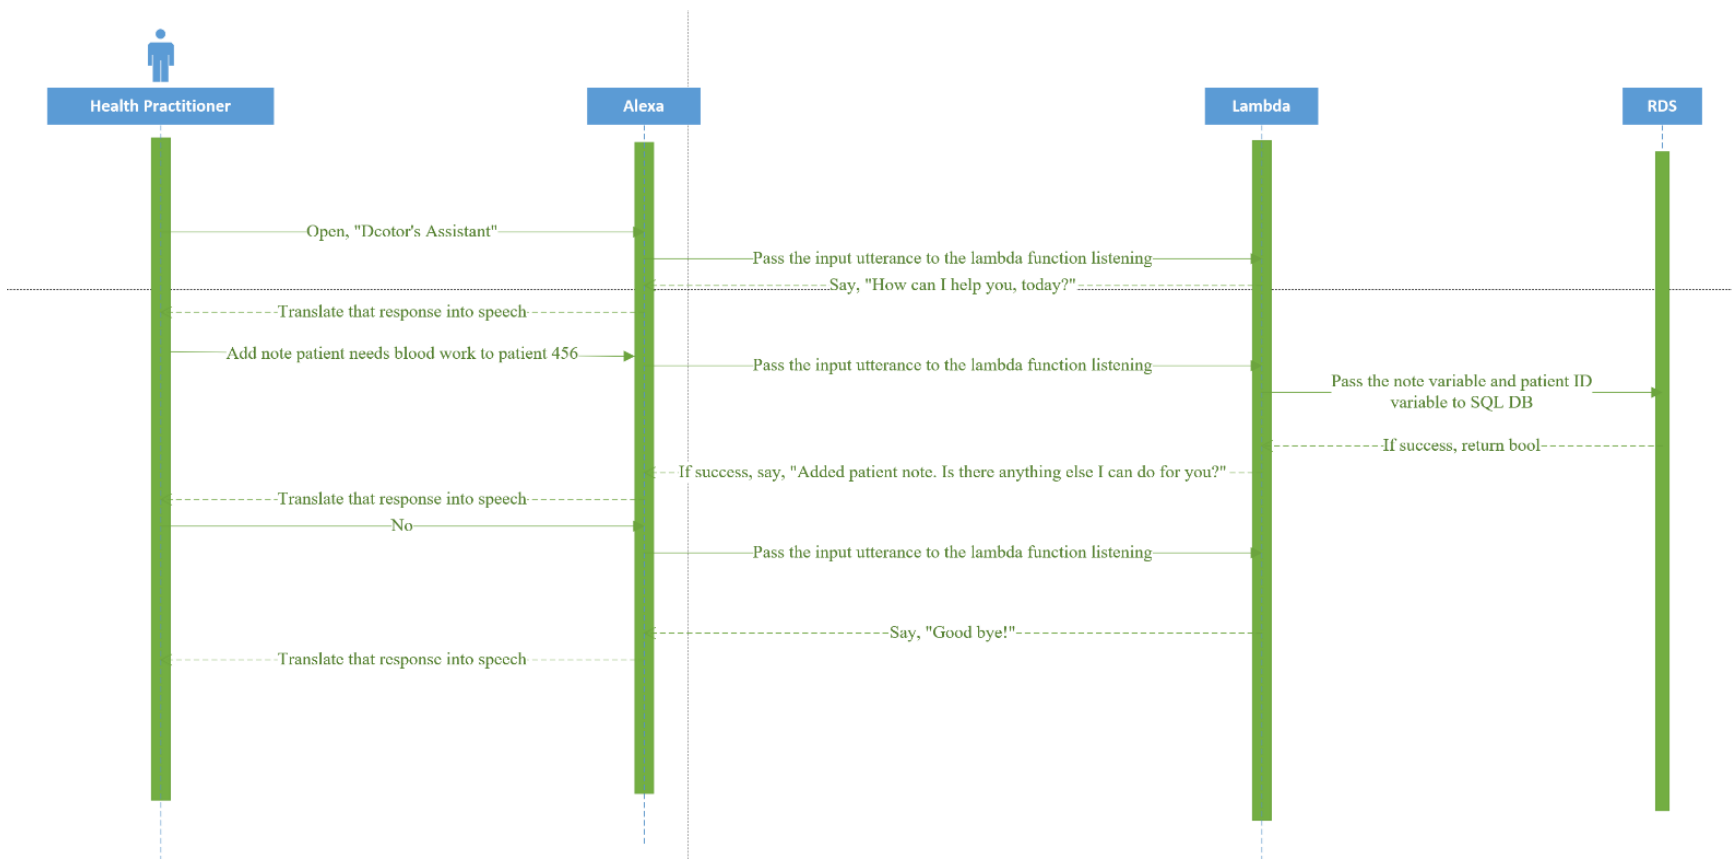 Health Practitioner
Alexa
Lambda
RDS
Open, "Dcotor's Assistant"
Pass the input utterance to the lambda function listening
Say, "How can I help you, today?"
Translate that response into speech
Add note patient needs blood work to patient 456
Pass the input utterance to the lambda function listening
Pass the note variable and patient ID
variable to SQL DB
If success, return bool
If success, say, "Added patient note. Is there anything else I can do for you?"
Translate that response into speech
No
Pass the input utterance to the lambda function listening
Say, "Good bye!"
Translate that response into speech